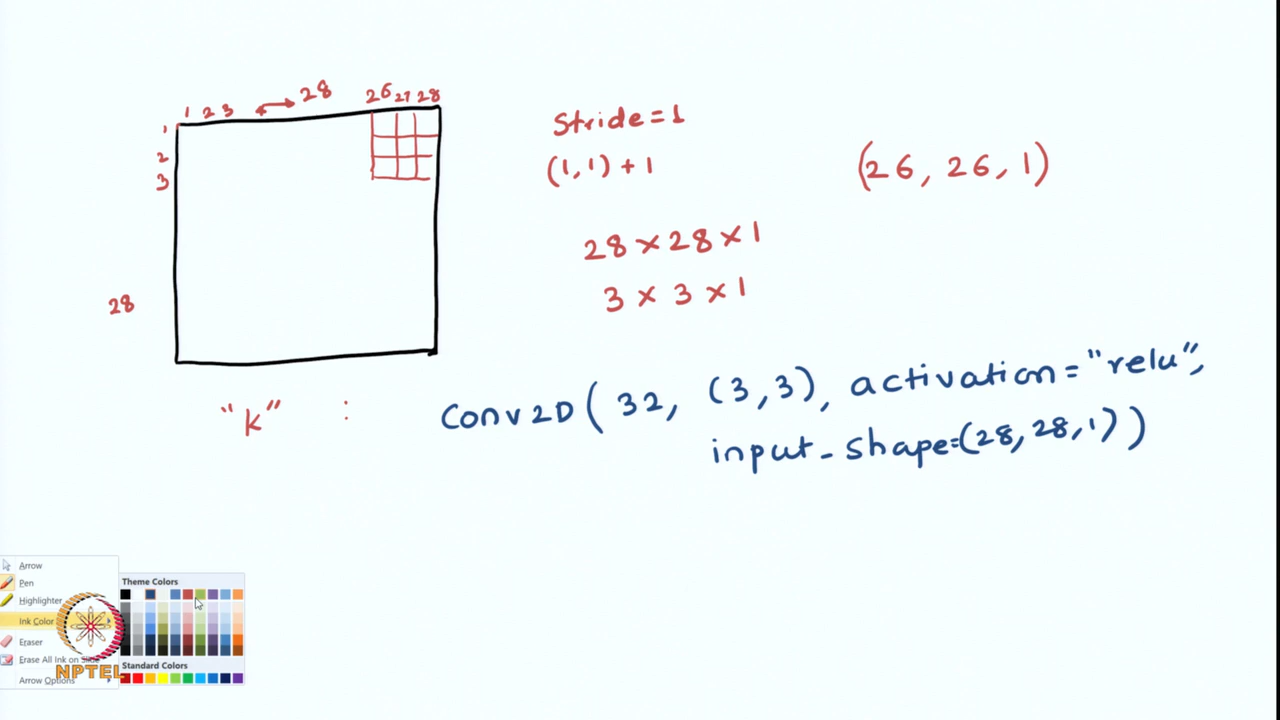 28
1 2 3 26 27 28
1
2
3
28
Stride = 1
(1,1) + 1
(26, 26, 1)
28 × 28 × 1
3 × 3 × 1
"k" : Conv2D ( 32, (3,3), activation = "relu",
input_shape=(28,28,1) )
Arrow
Pen
Highlighter
Ink Color
Eraser
Erase All Ink on Slide
Arrow Options
Theme Colors
Standard Colors
NPTEL